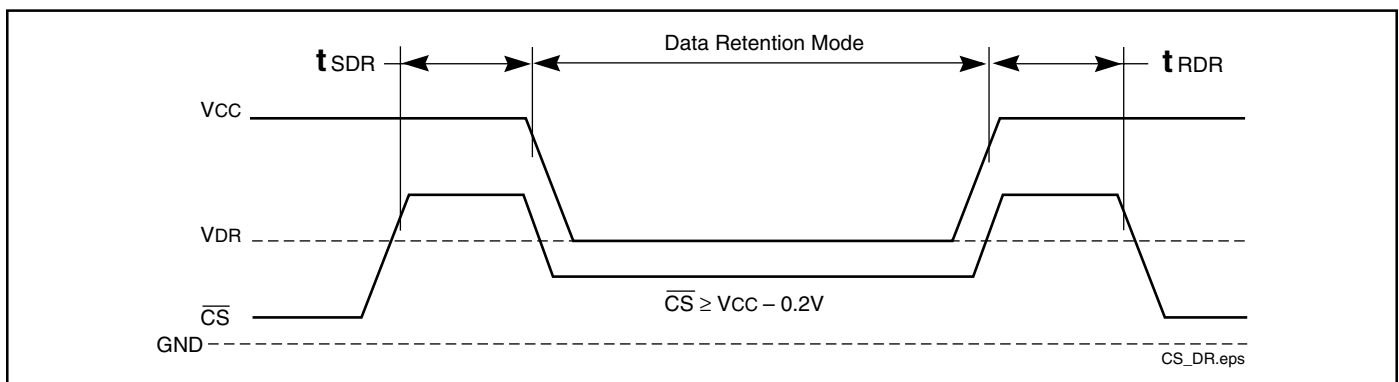 Data Retention Mode
tSDR
tRDR
VCC
VDR
CS ≥ VCC – 0.2V
CS
GND
CS_DR.eps